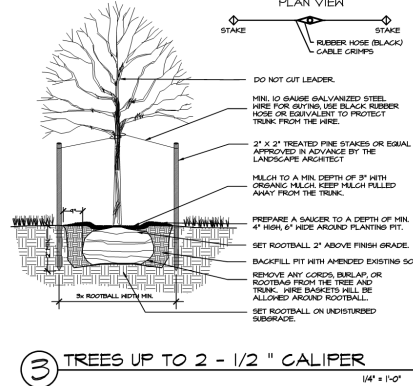 PLAN VIEW
STAKE
STAKE
RUBBER HOSE (BLACK)
CABLE CRIMPS
DO NOT CUT LEADER.
MINI. 10 GAUGE GALVANIZED STEEL
WIRE FOR GUYING, USE BLACK RUBBER
HOSE OR EQUIVALENT TO PROTECT
TRUNK FROM THE WIRE.
2" X 2" TREATED PINE STAKES OR EQUAL
APPROVED IN ADVANCE BY THE
LANDSCAPE ARCHITECT
MULCH TO A MIN. DEPTH OF 3" WITH
ORGANIC MULCH. KEEP MULCH PULLED
AWAY FROM THE TRUNK.
PREPARE A SAUCER TO A DEPTH OF MIN.
4" HIGH, 6" WIDE AROUND PLANTING PIT.
SET ROOTBALL 2" ABOVE FINISH GRADE.
BACKFILL PIT WITH AMENDED EXISTING SO
REMOVE ANY CORDS, BURLAP, OR
ROOTBAG FROM THE TREE AND
TRUNK. WIRE BASKETS WILL BE
ALLOWED AROUND ROOTBALL.
SET ROOTBALL ON UNDISTURBED
SUBGRADE.
3x ROOTBALL WIDTH MIN.
3 TREES UP TO 2 - 1/2 " CALIPER
1/4" = 1'-0"